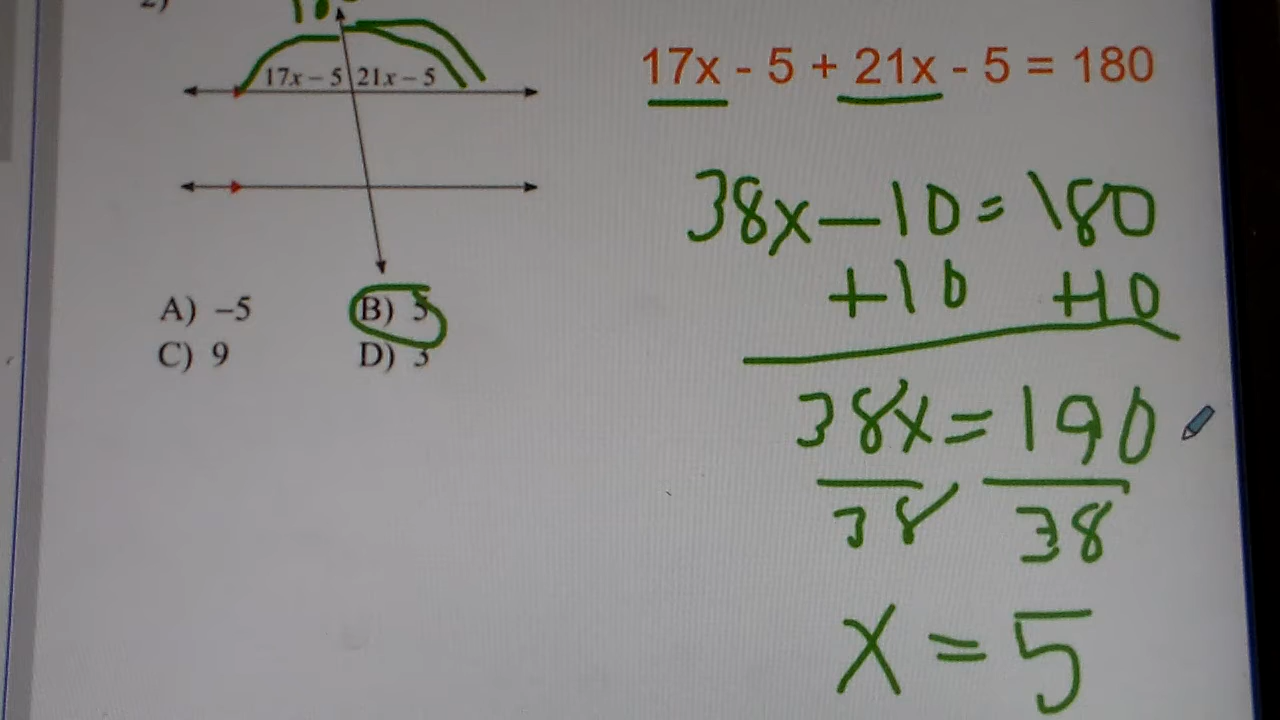 2)
17x – 5 21x – 5
17x - 5 + 21x - 5 = 180
38x – 10 = 180
+10 +10
38x = 190
38 38
x = 5
A) –5 B) 5
C) 9 D) 3